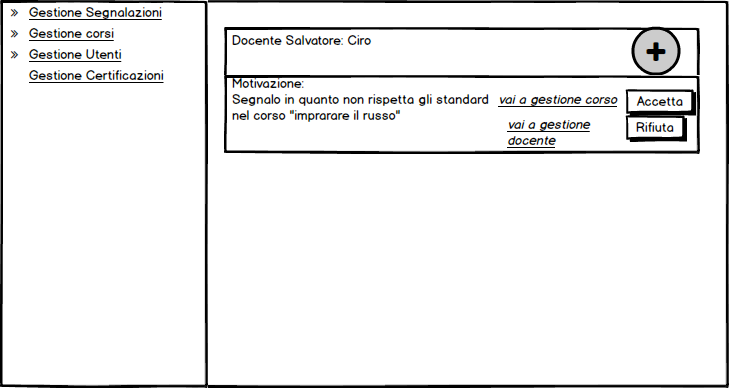 » Gestione Segnalazioni
» Gestione corsi
» Gestione Utenti
Gestione Certificazioni
Docente Salvatore: Ciro
+
Motivazione:
Segnalo in quanto non rispetta gli standard
nel corso "imprarare il russo"
vai a gestione corso
vai a gestione
docente
Accetta
Rifiuta